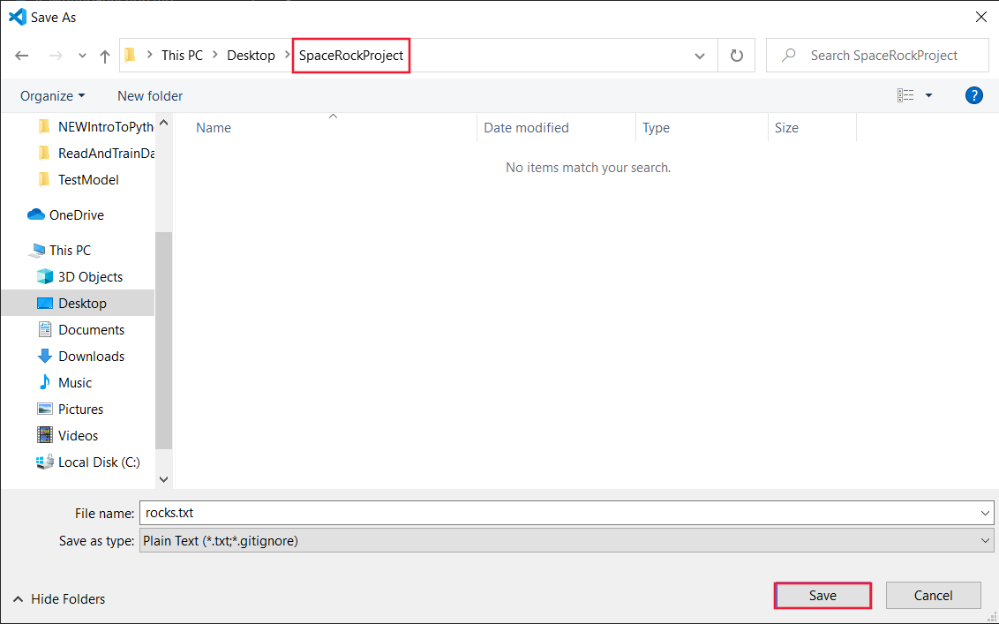 Save As
This PC > Desktop > SpaceRockProject
Search SpaceRockProject
Organize
New folder
?
Name
Date modified
Type
Size
No items match your search.
NEWIntroToPyth
ReadAndTrainDa
TestModel
OneDrive
This PC
3D Objects
Desktop
Documents
Downloads
Music
Pictures
Videos
Local Disk (C:)
File name: rocks.txt
Save as type: Plain Text (*.txt;*.gitignore)
Hide Folders
Save
Cancel